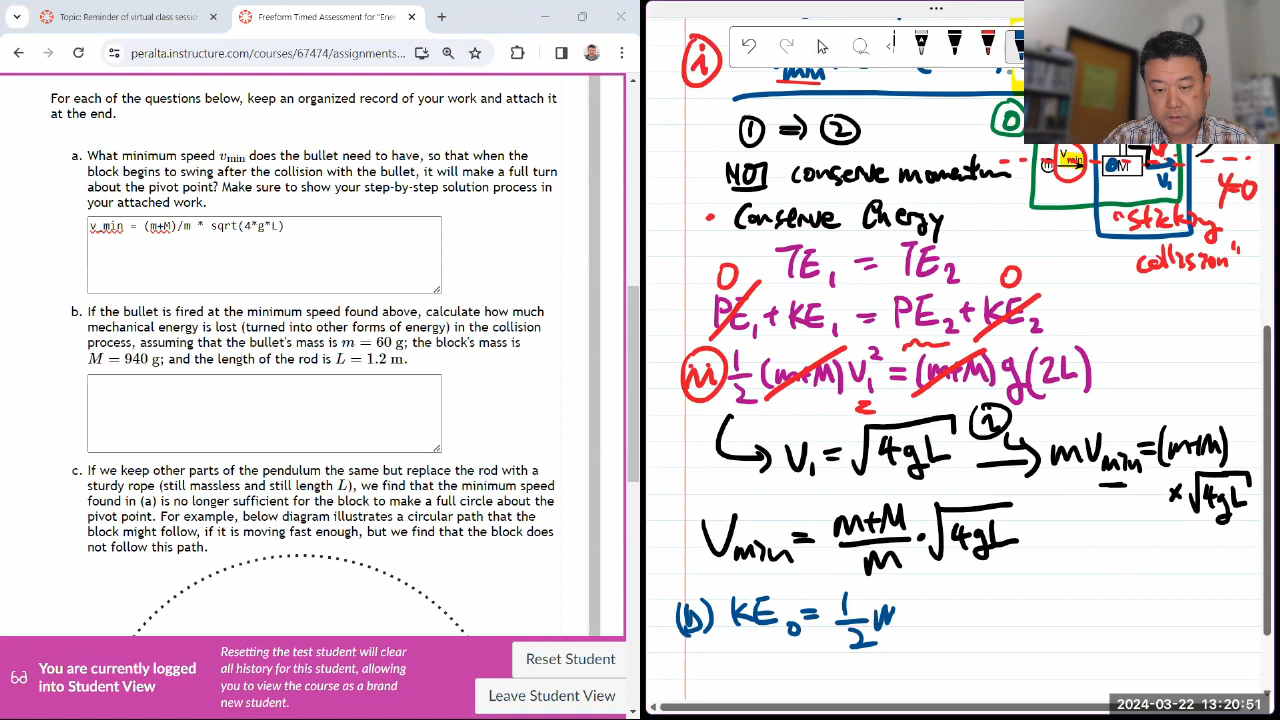 Topic: Reminder of virtual class sessio
Freeform Timed Assessment for "Ener
peralta.instructure.com/courses/67474/assignments...
For each of the questions below, keep an organized record of your work and attach it
at the end.
a. What minimum speed v_min does the bullet need to have, so that when the
block begins to swing after the collision (with the bullet), it will make a full turn
about the pivot point? Make sure to show your step-by-step solution process in
your attached work.
v_min = (m+M)/m sqrt(4*g*L)
b. If the bullet is fired at the minimum speed found above, calculate how much
mechanical energy is lost (turned into other forms of energy) in the collision
process assuming that the bullet's mass is m = 60 g; the block's mass is
M = 940 g; and the length of the rod is L = 1.2 m.
c. If we keep other parts of the pendulum the same but replace the rod with a
sturdy rope (still massless and still length L), we find that the minimum speed
found in (a) is no longer sufficient for the block to make a full circle about the
pivot point. For example, below diagram illustrates a circular path that the
block might follow, if it is moving fast enough, but we find that the block does
not follow this path.
You are currently logged
into Student View
Resetting the test student will clear
all history for this student, allowing
you to view the course as a brand
new student.
Reset Student
Leave Student View
i
① ⇒ ②
NOT conserve momentum
• Conserve Energy
TE₁ = TE₂
0 0
PE₁ + KE₁ = PE₂ + KE₂
ii 1/2 (m+M) V₁² = (m+M) g(2L)
2
V₁ = √4gL (i) mVmin = (m+M)
× √4gL
Vmin = m+M/m · √4gL
(b) KE₀ = 1/2 m
0
m Vmin M V₁
y=0
"sticking
collision"
2024-03-22 13:20:51